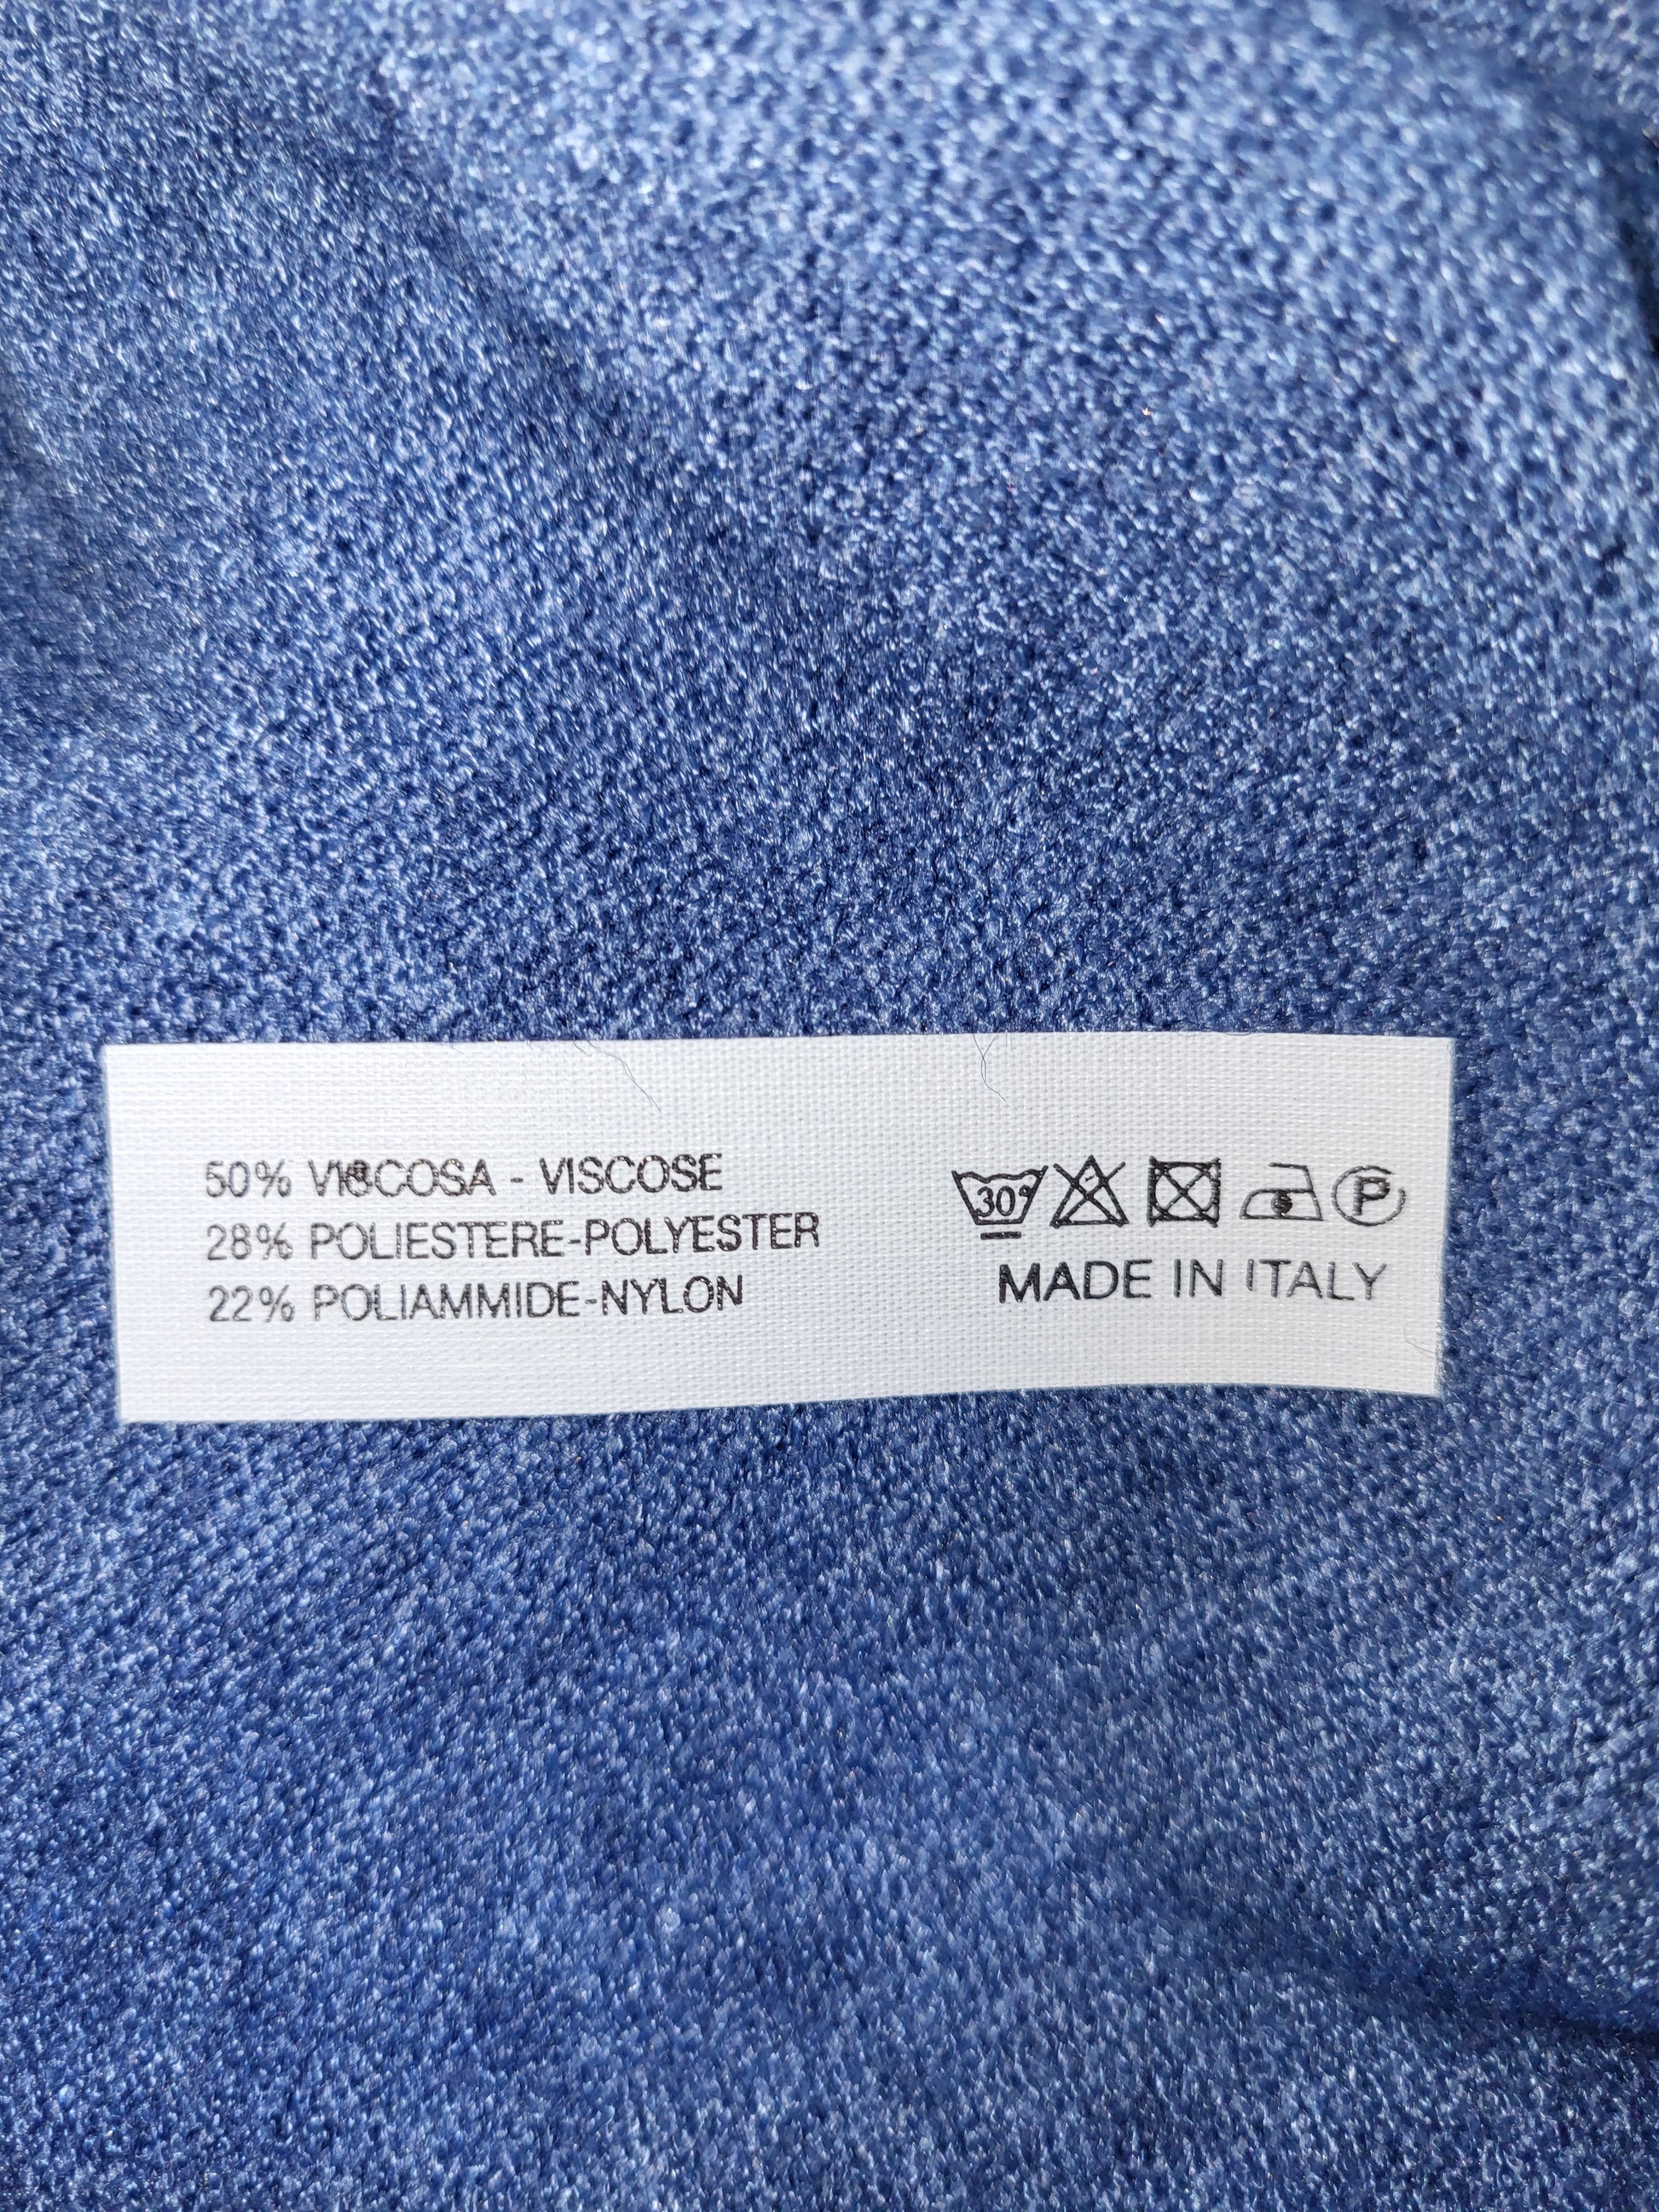 50% VISCOSA - VISCOSE
28% POLIESTERE-POLYESTER
22% POLIAMMIDE-NYLON
30° P
MADE IN ITALY